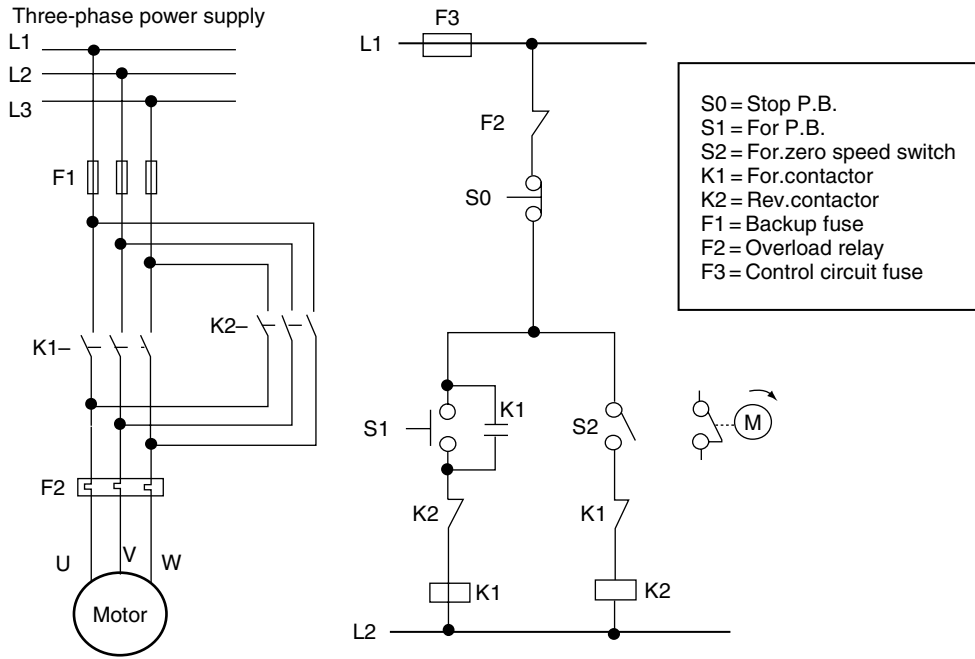 Three-phase power supply
L1
L2
L3
F1
K1–
K2–
F2
U
V
W
Motor
L1
F3
F2
S0
S1
K1
S2
M
K2
K1
K1
K2
L2
S0 = Stop P.B.
S1 = For P.B.
S2 = For.zero speed switch
K1 = For.contactor
K2 = Rev.contactor
F1 = Backup fuse
F2 = Overload relay
F3 = Control circuit fuse